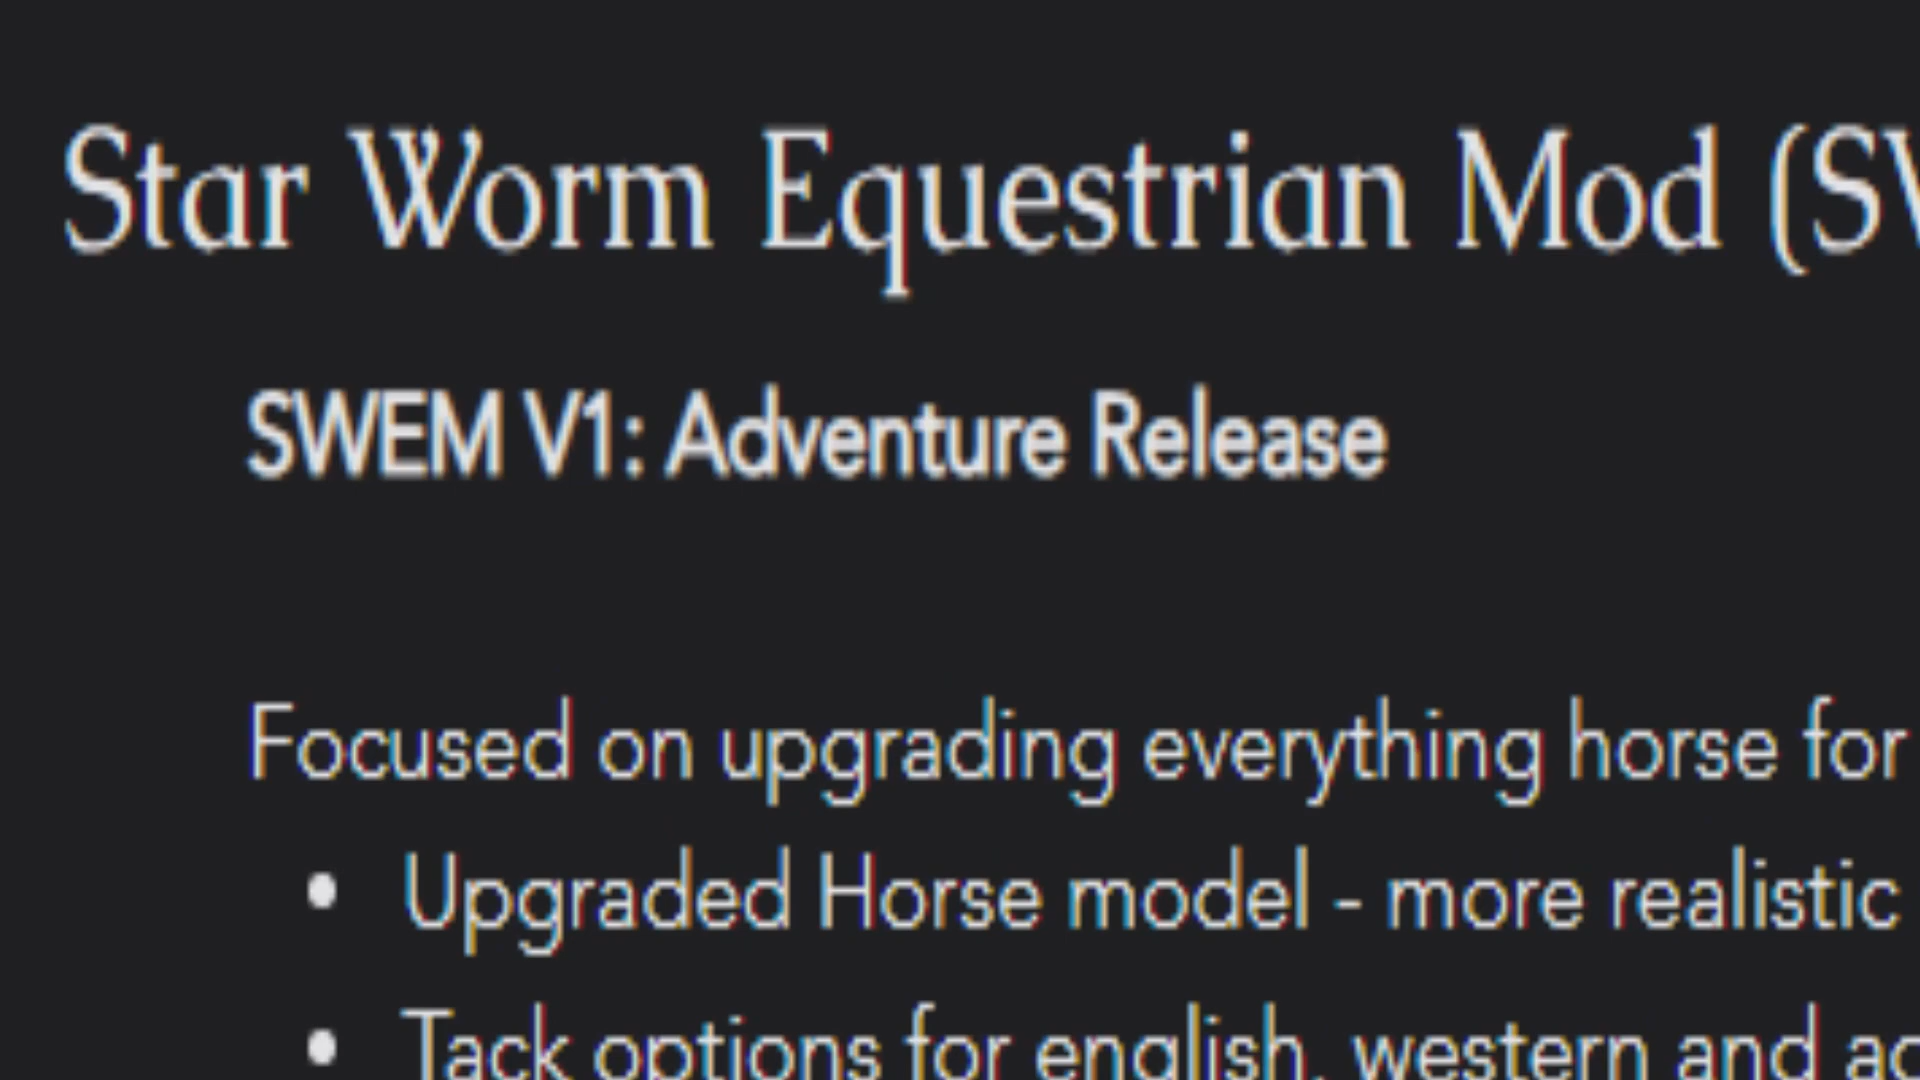 Star Worm Equestrian Mod (SW
SWEM V1: Adventure Release
Focused on upgrading everything horse for
• Upgraded Horse model - more realistic
• Tack options for english, western and